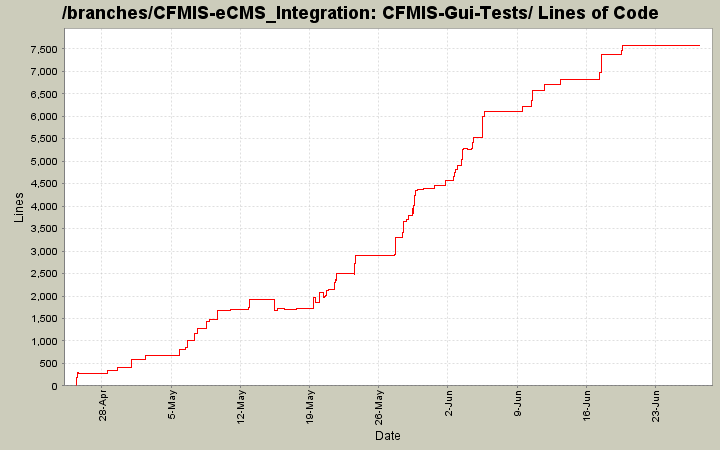 /branches/CFMIS-eCMS_Integration: CFMIS-Gui-Tests/ Lines of Code
7,500
7,000
6,500
6,000
5,500
5,000
4,500
4,000
3,500
3,000
2,500
2,000
1,500
1,000
500
0
Lines
28-Apr
5-May
12-May
19-May
26-May
2-Jun
9-Jun
16-Jun
23-Jun
Date